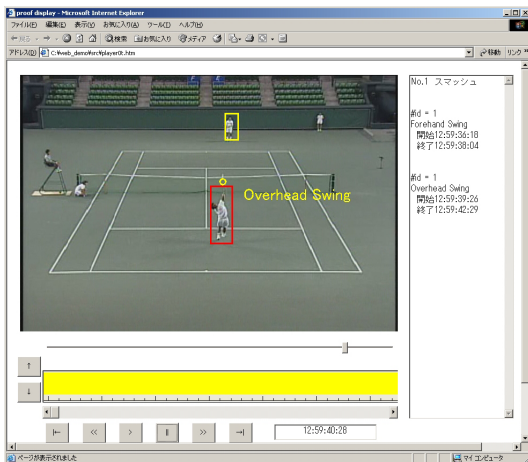 proof display - Microsoft Internet Explorer
ファイル(F) 編集(E) 表示(V) お気に入り(A) ツール(T) ヘルプ(H)
戻る 検索 お気に入り メディア
アドレス(D) C:¥web_demo¥src¥player0t.htm 移動 リンク »
No.1 スマッシュ
#id = 1
Forehand Swing
開始12:59:36:18
終了12:59:38:04
#id = 1
Overhead Swing
開始12:59:39:26
終了12:59:42:29
Overhead Swing
↑
↓
|← << > || >> →|
12:59:40:28
ページが表示されました マイ コンピュータ